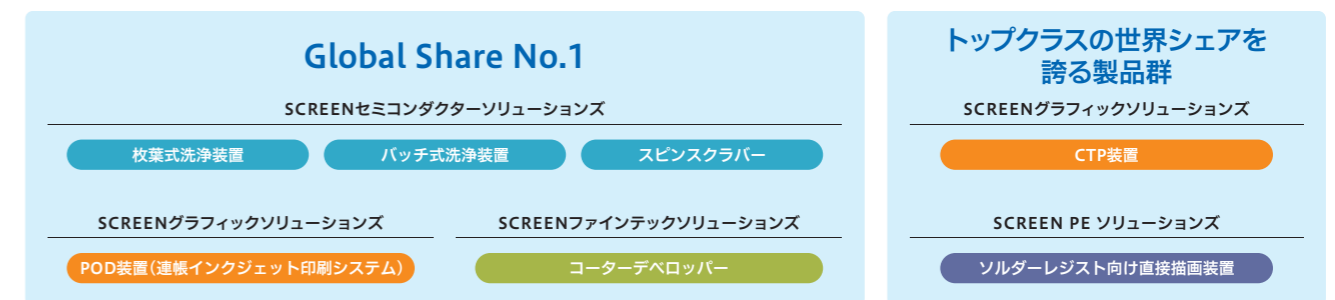 Global Share No.1
SCREENセミコンダクターソリューションズ
枚葉式洗浄装置
バッチ式洗浄装置
スピンスクラバー
SCREENグラフィックソリューションズ
POD装置(連帳インクジェット印刷システム)
SCREENファインテックソリューションズ
コーターデベロッパー
トップクラスの世界シェアを
誇る製品群
SCREENグラフィックソリューションズ
CTP装置
SCREEN PE ソリューションズ
ソルダーレジスト向け直接描画装置